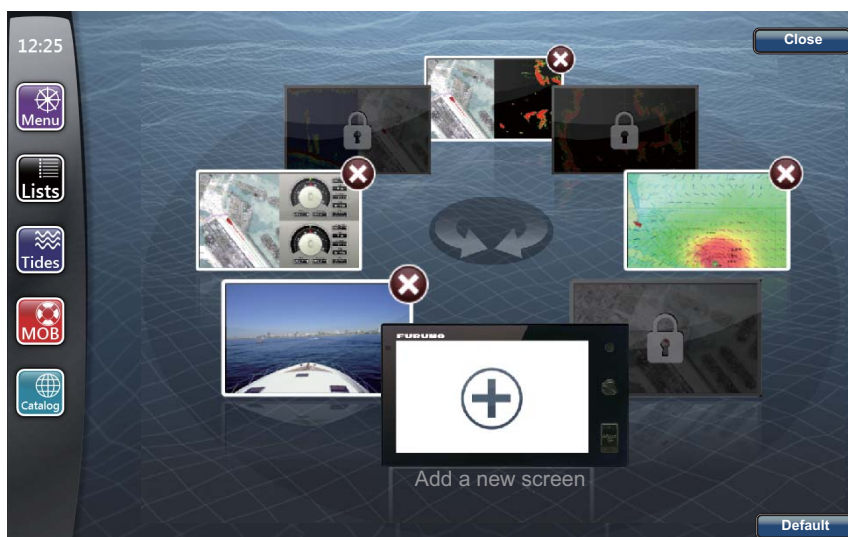 12:25
Close
Menu
Lists
Tides
MOB
Catalog
FURUNO
Add a new screen
Default